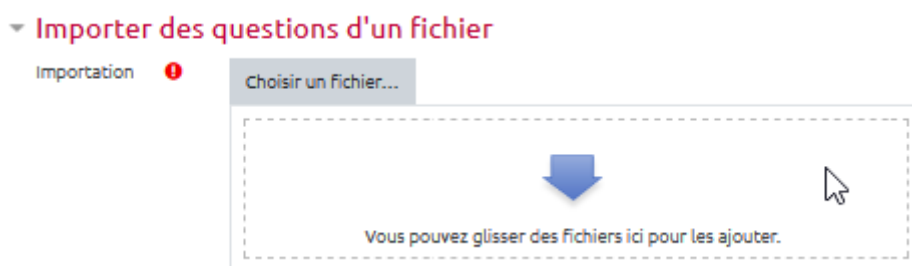 Importer des questions d'un fichier
Importation
Choisir un fichier...
Vous pouvez glisser des fichiers ici pour les ajouter.